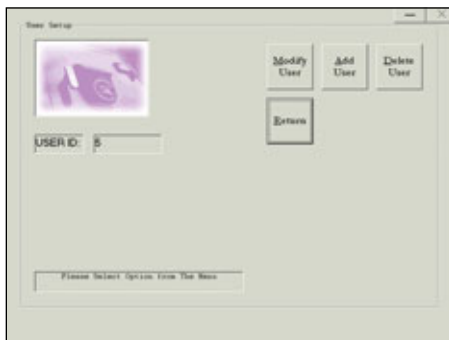 User Setup
Modify User
Add User
Delete User
Return
USER ID: 5
Please Select Option from The Menu